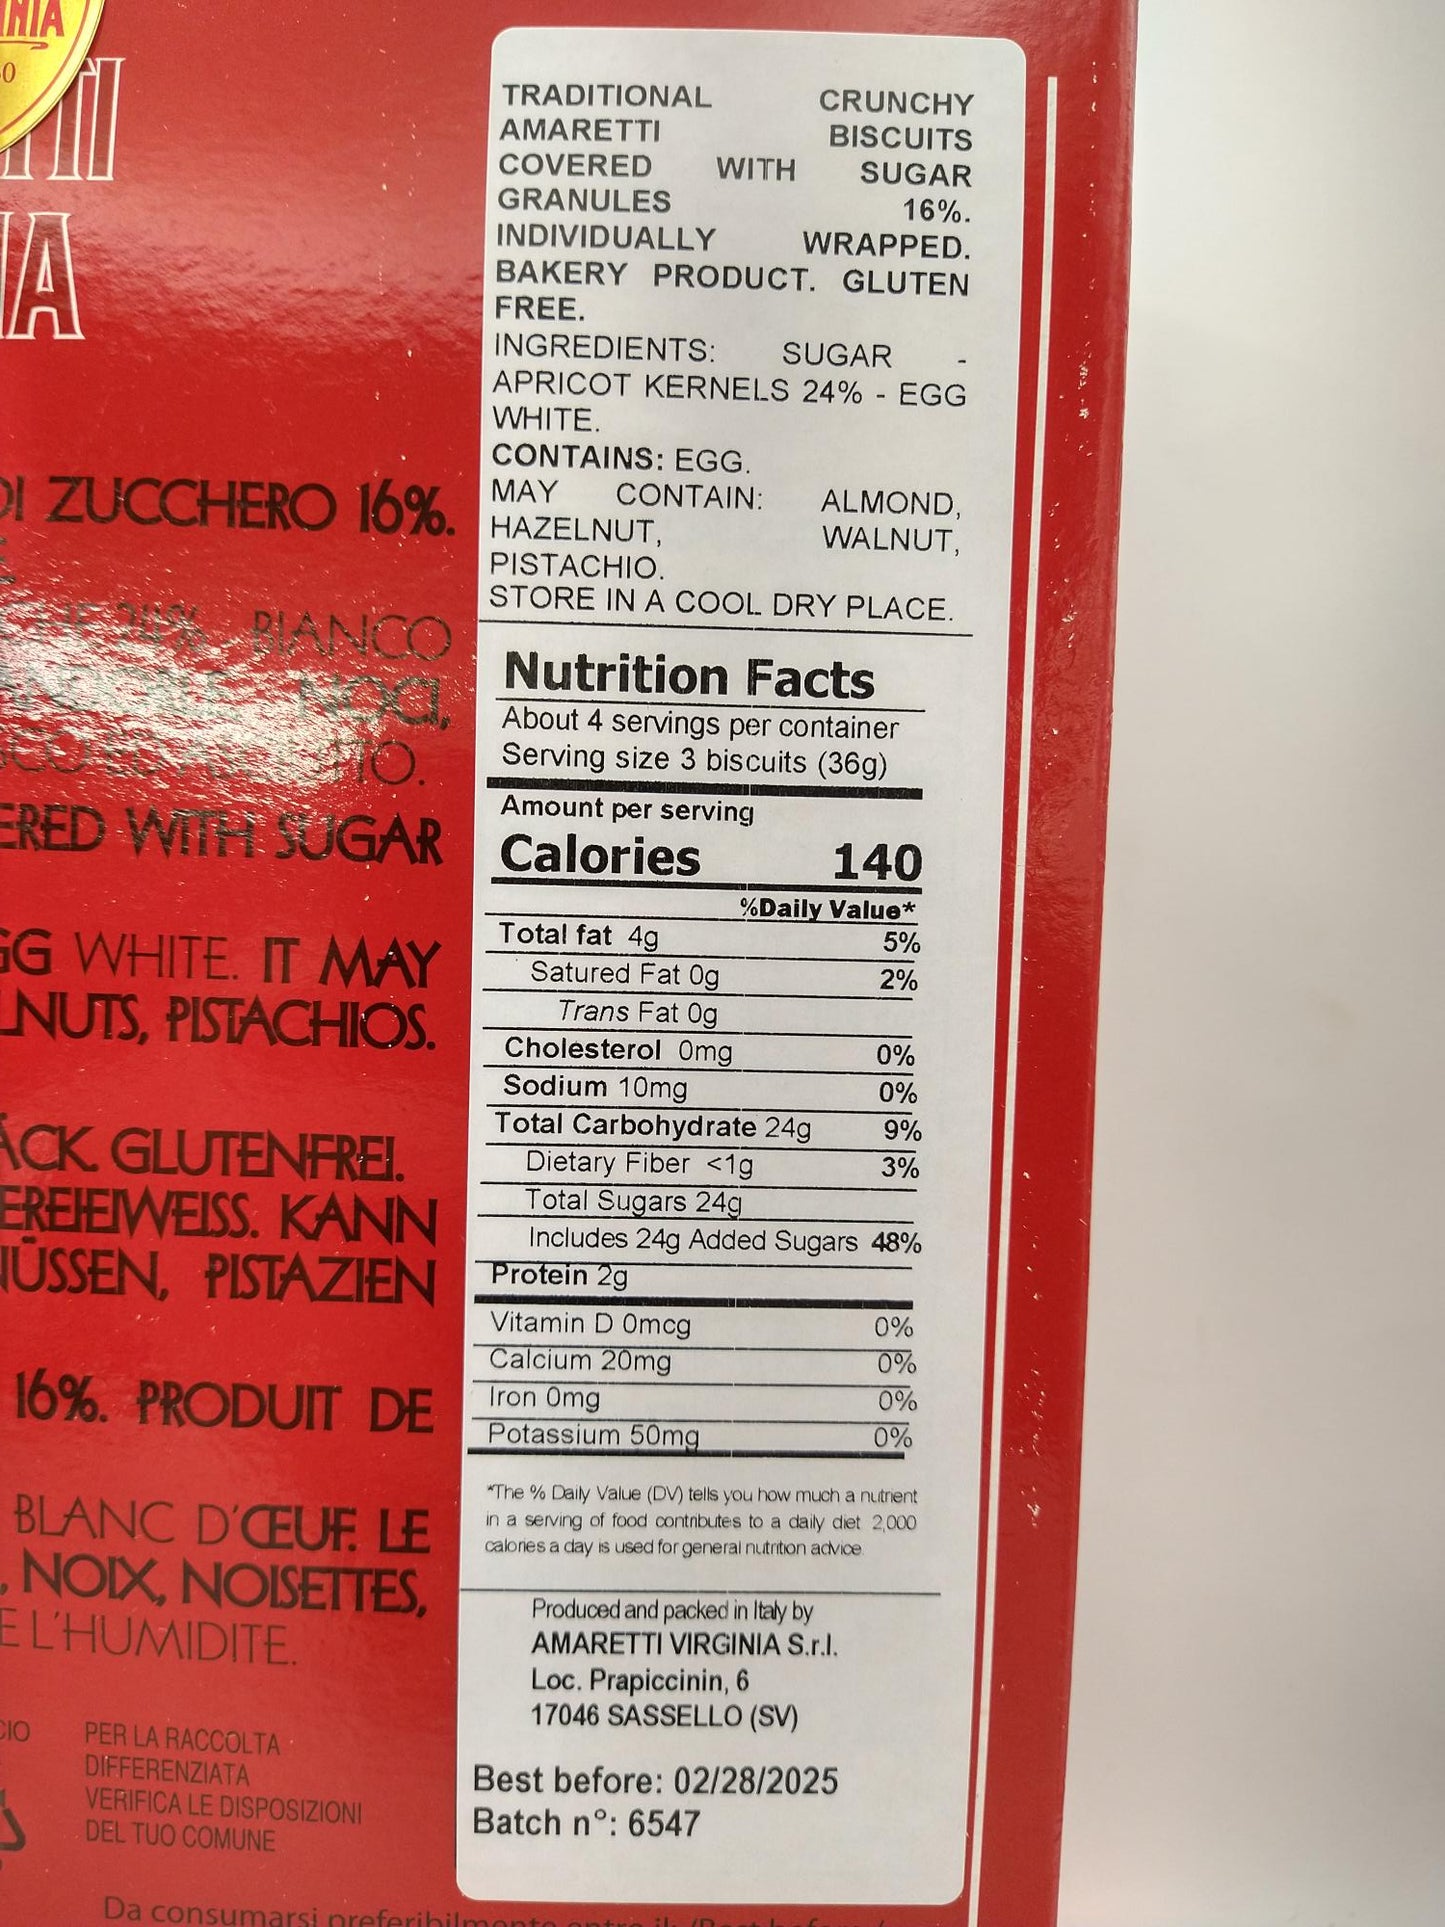 TRADITIONAL CRUNCHY
AMARETTI BISCUITS
COVERED WITH SUGAR
GRANULES 16%.
INDIVIDUALLY WRAPPED.
BAKERY PRODUCT. GLUTEN
FREE.
INGREDIENTS: SUGAR -
APRICOT KERNELS 24% - EGG
WHITE.
CONTAINS: EGG.
MAY CONTAIN: ALMOND,
HAZELNUT, WALNUT,
PISTACHIO.
STORE IN A COOL DRY PLACE.
Nutrition Facts
About 4 servings per container
Serving size 3 biscuits (36g)
Amount per serving
Calories 140
%Daily Value*
Total fat 4g 5%
Satured Fat 0g 2%
Trans Fat 0g
Cholesterol 0mg 0%
Sodium 10mg 0%
Total Carbohydrate 24g 9%
Dietary Fiber <1g 3%
Total Sugars 24g
Includes 24g Added Sugars 48%
Protein 2g
Vitamin D 0mcg 0%
Calcium 20mg 0%
Iron 0mg 0%
Potassium 50mg 0%
*The % Daily Value (DV) tells you how much a nutrient
in a serving of food contributes to a daily diet 2,000
calories a day is used for general nutrition advice.
Produced and packed in Italy by
AMARETTI VIRGINIA S.r.l.
Loc. Prapiccinin, 6
17046 SASSELLO (SV)
Best before: 02/28/2025
Batch n°: 6547
DI ZUCCHERO 16%.
24% BIANCO
NOCI,
WITH SUGAR
WHITE. IT MAY
PISTACHIOS.
GLUTENFREI.
KANN
PISTAZIEN
16%. PRODUIT DE
BLANC D'ŒUF. LE
, NOIX, NOISETTES,
L'HUMIDITE.
PER LA RACCOLTA
DIFFERENZIATA
VERIFICA LE DISPOSIZIONI
DEL TUO COMUNE
Da consumarsi